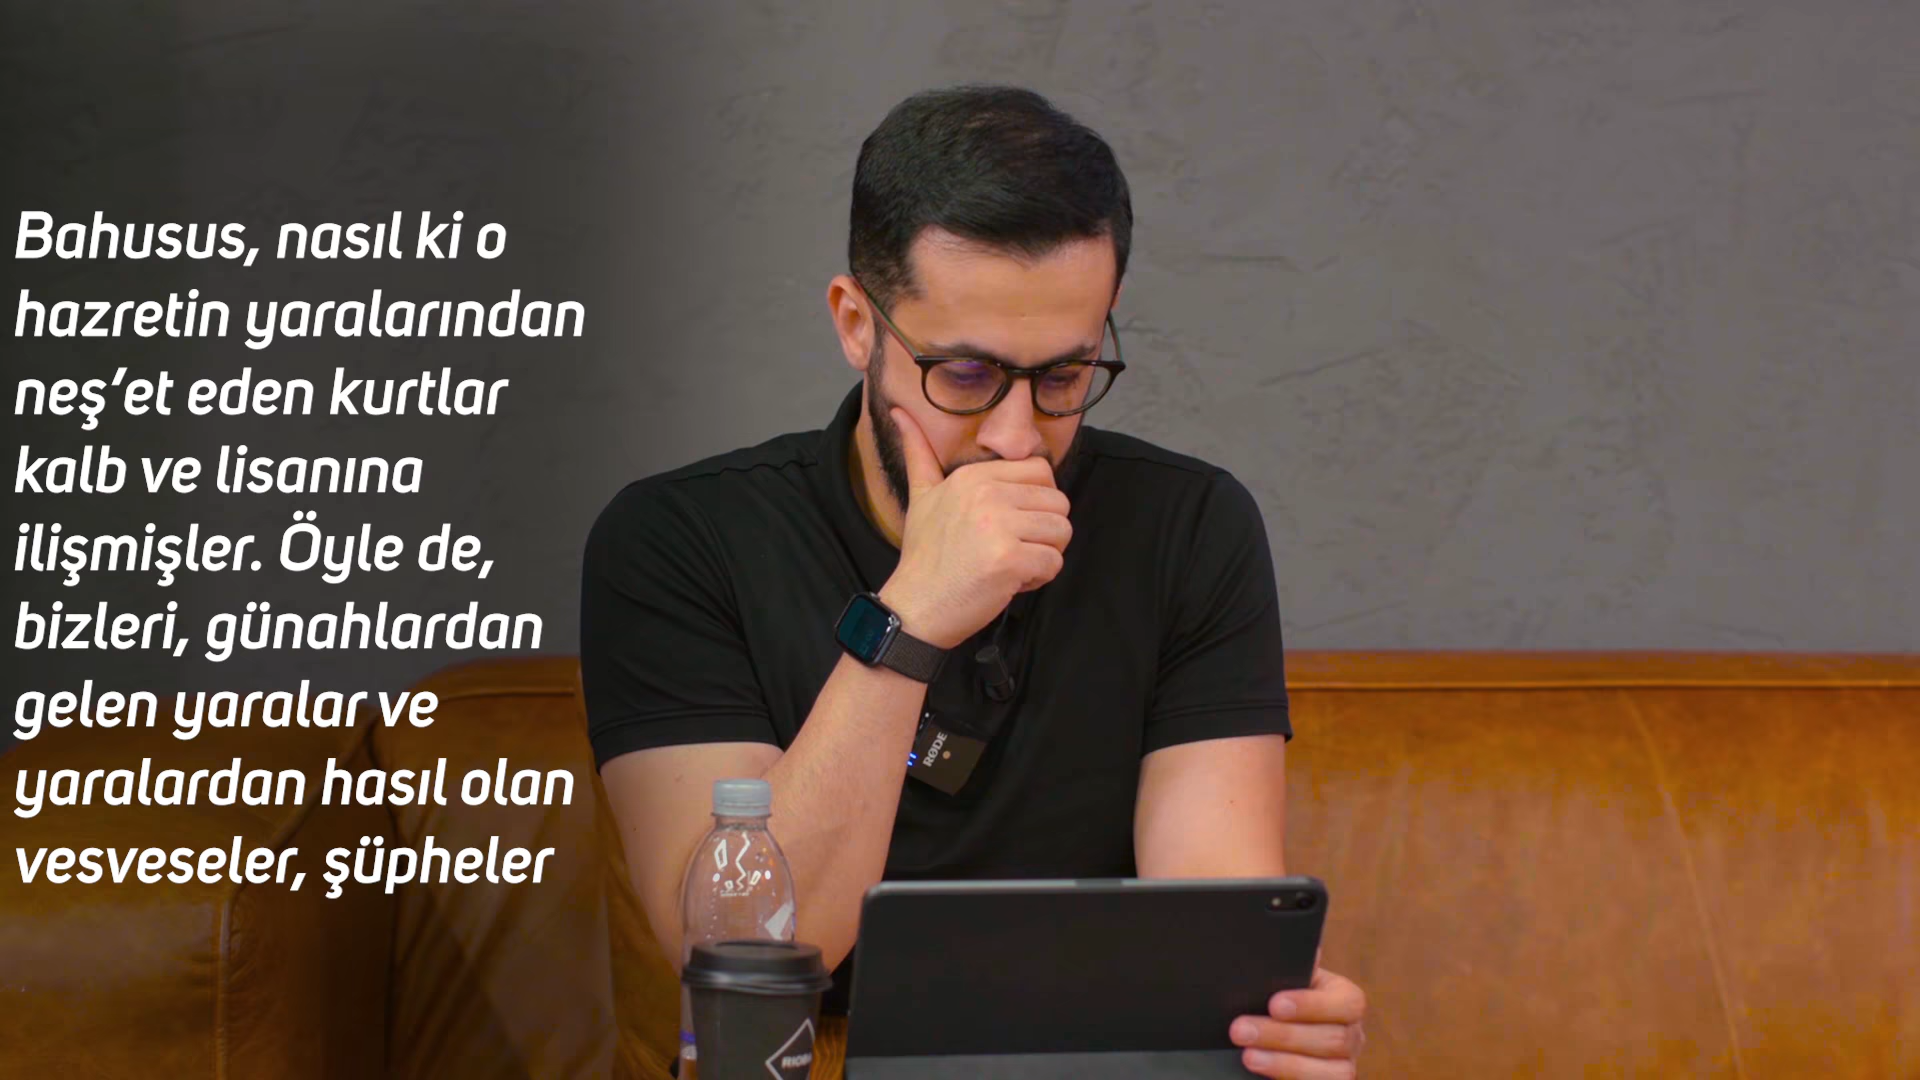 Bahusus, nasıl ki o
hazretin yaralarından
neş’et eden kurtlar
kalb ve lisanına
ilişmişler. Öyle de,
bizleri, günahlardan
gelen yaralar ve
yaralardan hasıl olan
vesveseler, şüpheler
RØDE